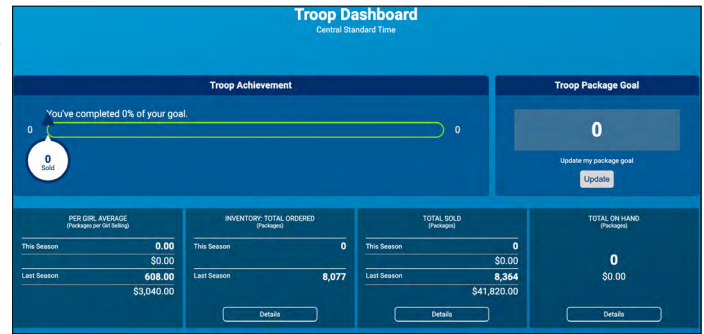 Troop Dashboard
Central Standard Time
Troop Achievement
You've completed 0% of your goal.
0
0
0
Sold
Troop Package Goal
0
Update my package goal
Update
PER GIRL AVERAGE
(Packages per Girl Selling)
This Season 0.00
$0.00
Last Season 608.00
$3,040.00
INVENTORY: TOTAL ORDERED
(Packages)
This Season 0
Last Season 8,077
Details
TOTAL SOLD
(Packages)
This Season 0
$0.00
Last Season 8,364
$41,820.00
Details
TOTAL ON HAND
(Packages)
0
$0.00
Details